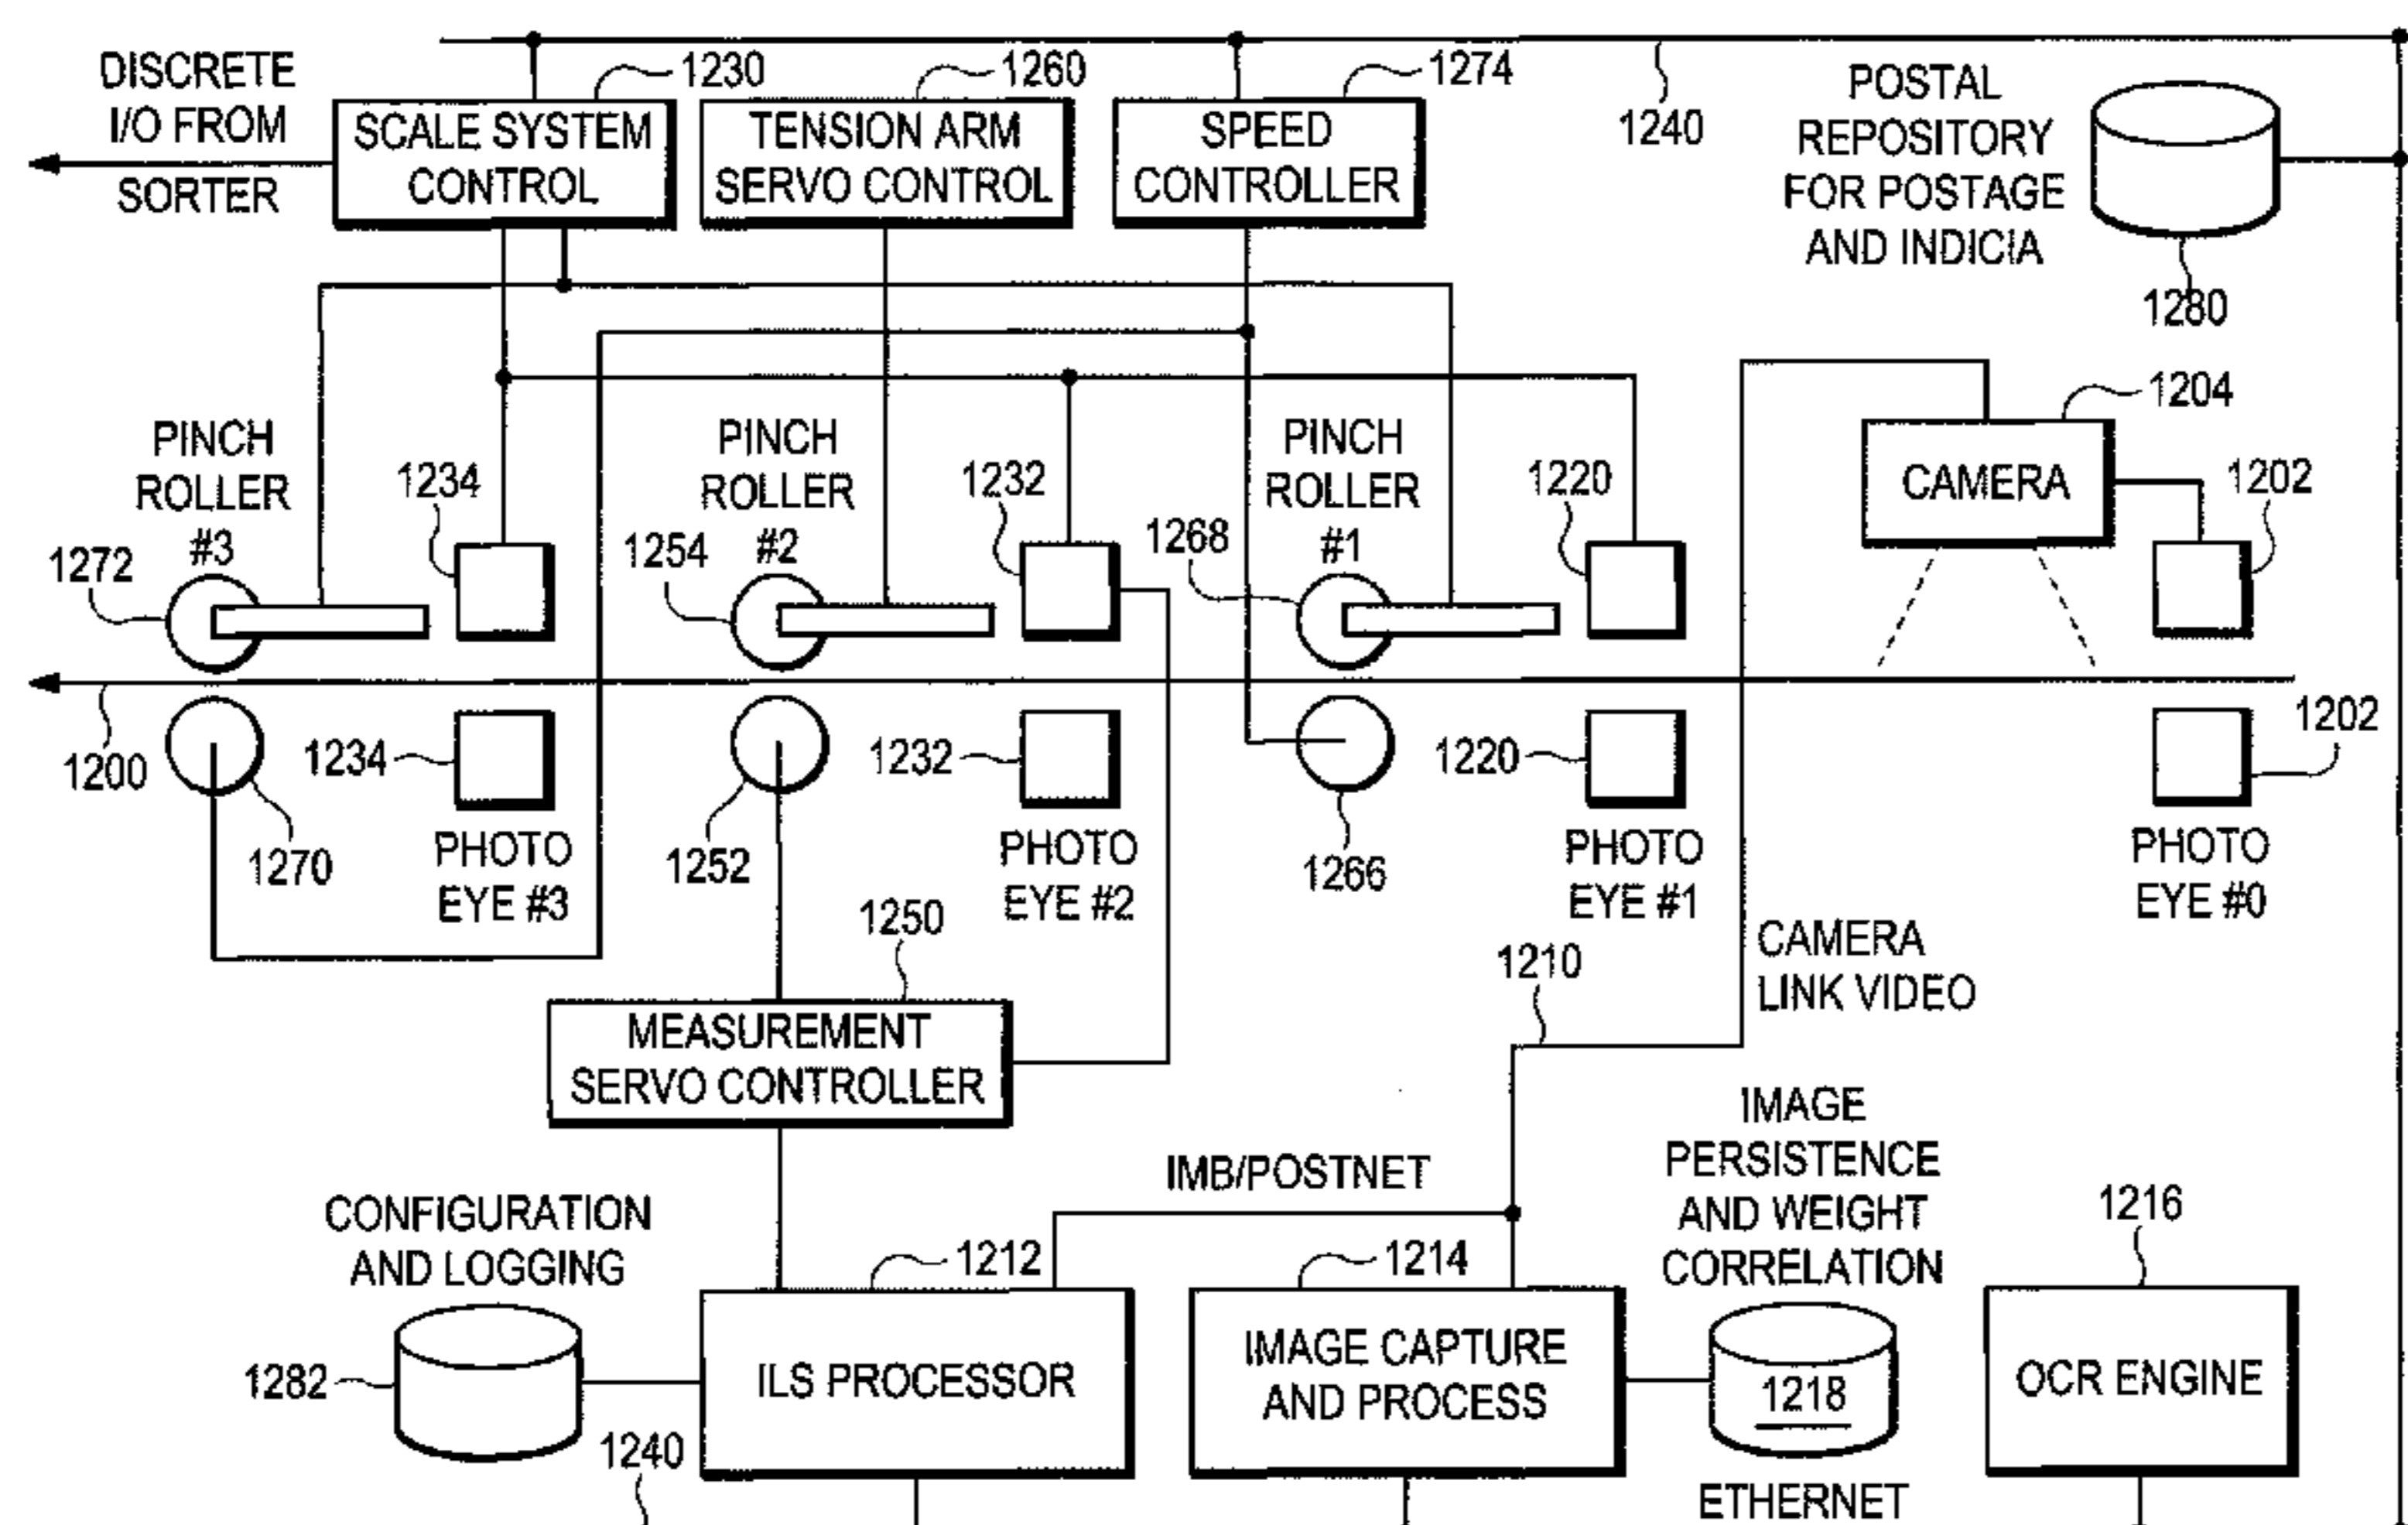 DISCRETE
I/O FROM
SORTER
1230
SCALE SYSTEM
CONTROL
1260
TENSION ARM
SERVO CONTROL
1274
SPEED
CONTROLLER
1240
POSTAL
REPOSITORY
FOR POSTAGE
AND INDICIA
1280
1204
CAMERA
1202
PINCH
ROLLER
#3
1234
1272
PINCH
ROLLER
#2
1232
1254
PINCH
ROLLER
#1
1220
1268
1200
1270
1234
PHOTO
EYE #3
1252
1232
PHOTO
EYE #2
1266
1220
PHOTO
EYE #1
1202
PHOTO
EYE #0
1250
MEASUREMENT
SERVO CONTROLLER
1210
CAMERA
LINK VIDEO
IMB/POSTNET
CONFIGURATION
AND LOGGING
1282
1212
ILS PROCESSOR
1214
IMAGE CAPTURE
AND PROCESS
IMAGE
PERSISTENCE
AND WEIGHT
CORRELATION
1218
1216
OCR ENGINE
1240
ETHERNET